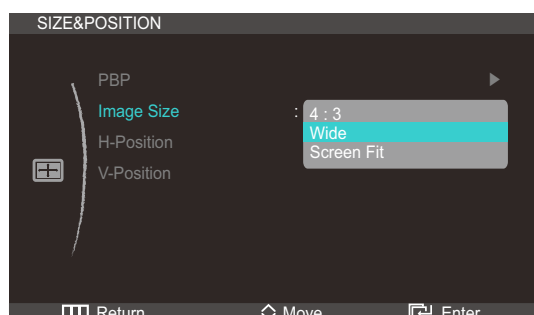 SIZE&POSITION
PBP
Image Size : 4 : 3
Wide
Screen Fit
H-Position
V-Position
Return Move Enter